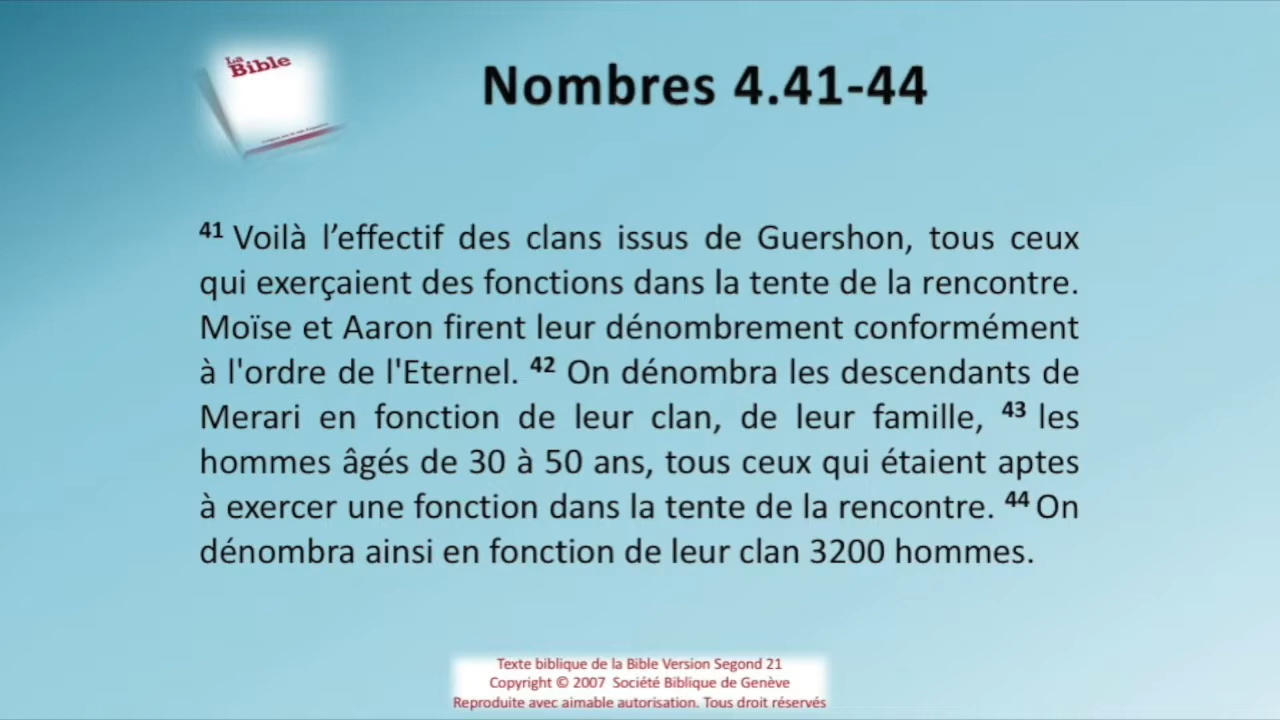 La
Bible
Nombres 4.41-44
41 Voilà l’effectif des clans issus de Guershon, tous ceux
qui exerçaient des fonctions dans la tente de la rencontre.
Moïse et Aaron firent leur dénombrement conformément
à l'ordre de l'Eternel. 42 On dénombra les descendants de
Merari en fonction de leur clan, de leur famille, 43 les
hommes âgés de 30 à 50 ans, tous ceux qui étaient aptes
à exercer une fonction dans la tente de la rencontre. 44 On
dénombra ainsi en fonction de leur clan 3200 hommes.
Texte biblique de la Bible Version Segond 21
Copyright © 2007 Société Biblique de Genève
Reproduite avec aimable autorisation. Tous droit réservés